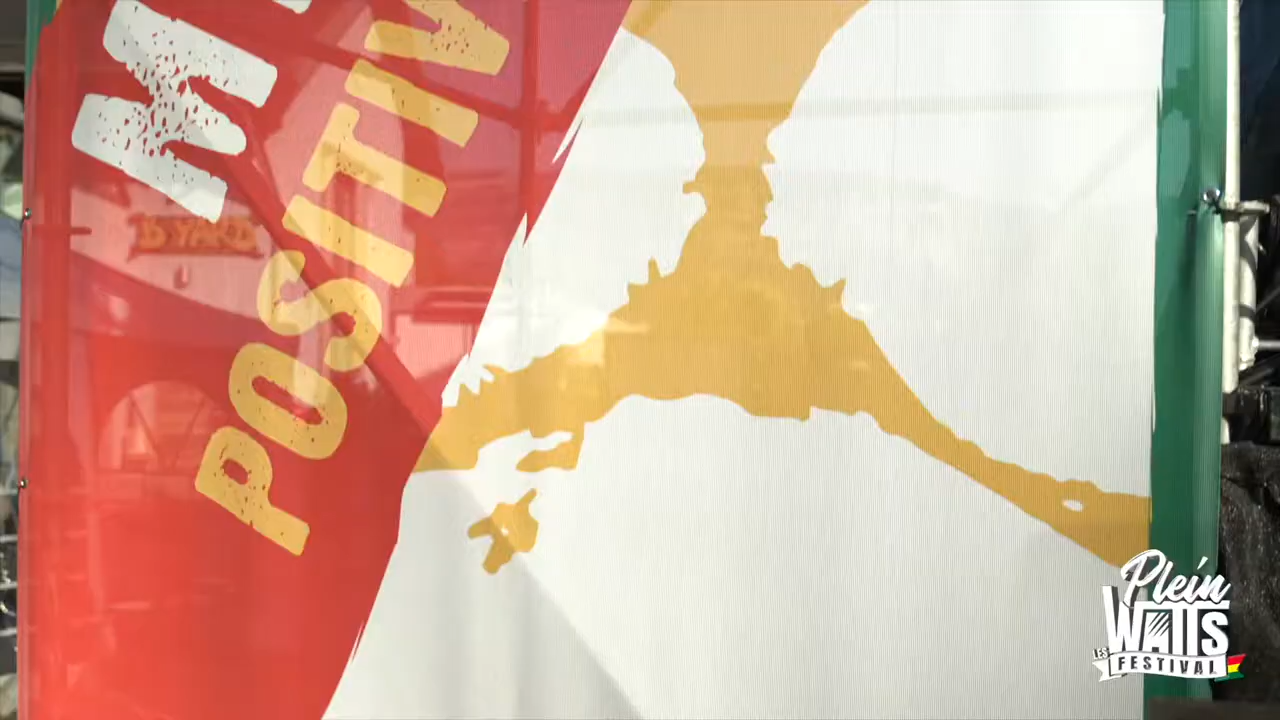 POSITIV
D YARD
Plein
WATTS
LES FESTIVAL